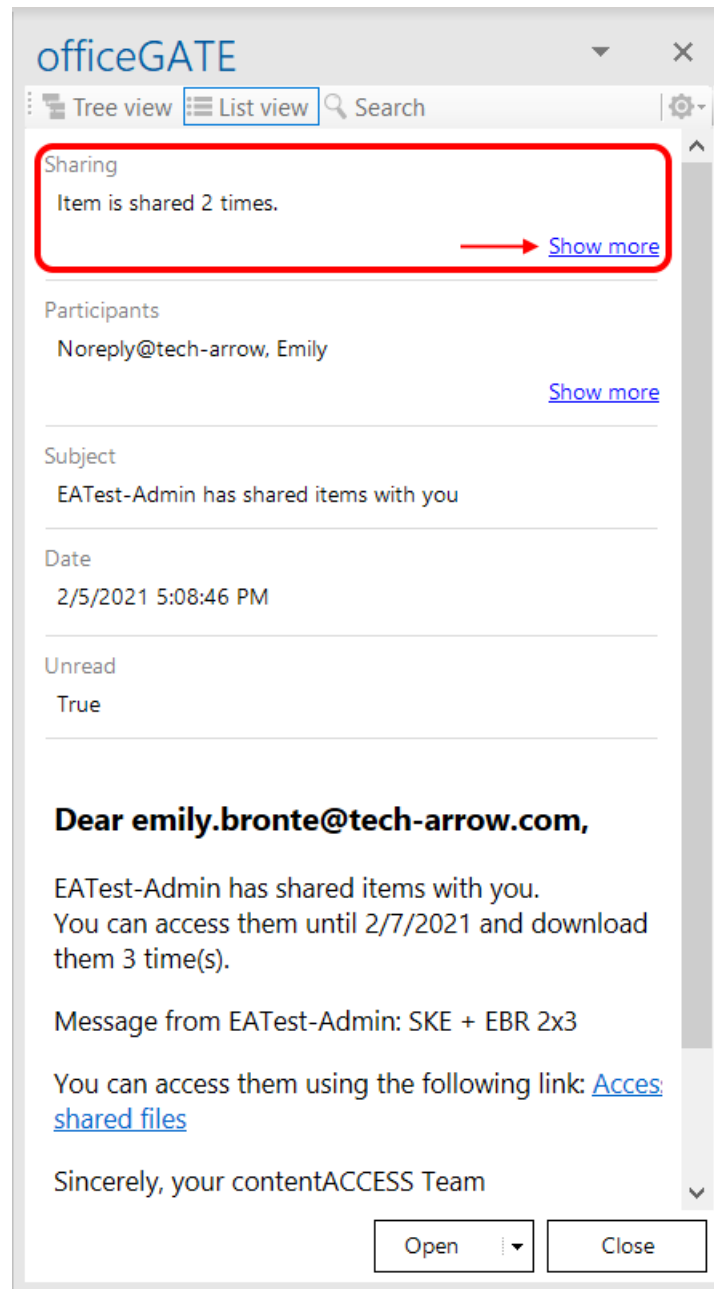 officeGATE
Tree view List view Search
Sharing
Item is shared 2 times.
Show more
Participants
Noreply@tech-arrow, Emily
Show more
Subject
EATest-Admin has shared items with you
Date
2/5/2021 5:08:46 PM
Unread
True
Dear emily.bronte@tech-arrow.com,
EATest-Admin has shared items with you.
You can access them until 2/7/2021 and download
them 3 time(s).
Message from EATest-Admin: SKE + EBR 2x3
You can access them using the following link: Acces
shared files
Sincerely, your contentACCESS Team
Open Close